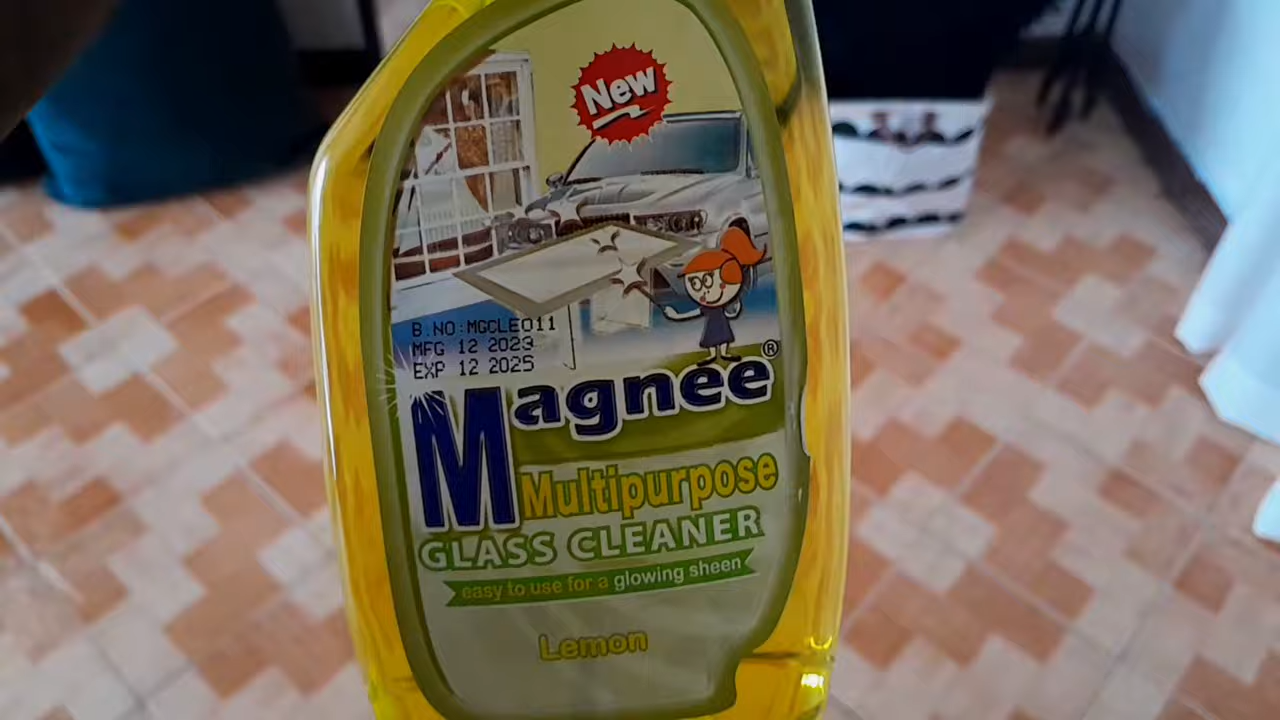 New
B.NO:MGCLE011
MFG 12 2023
EXP 12 2025
Magnee®
Multipurpose
GLASS CLEANER
easy to use for a glowing sheen
Lemon